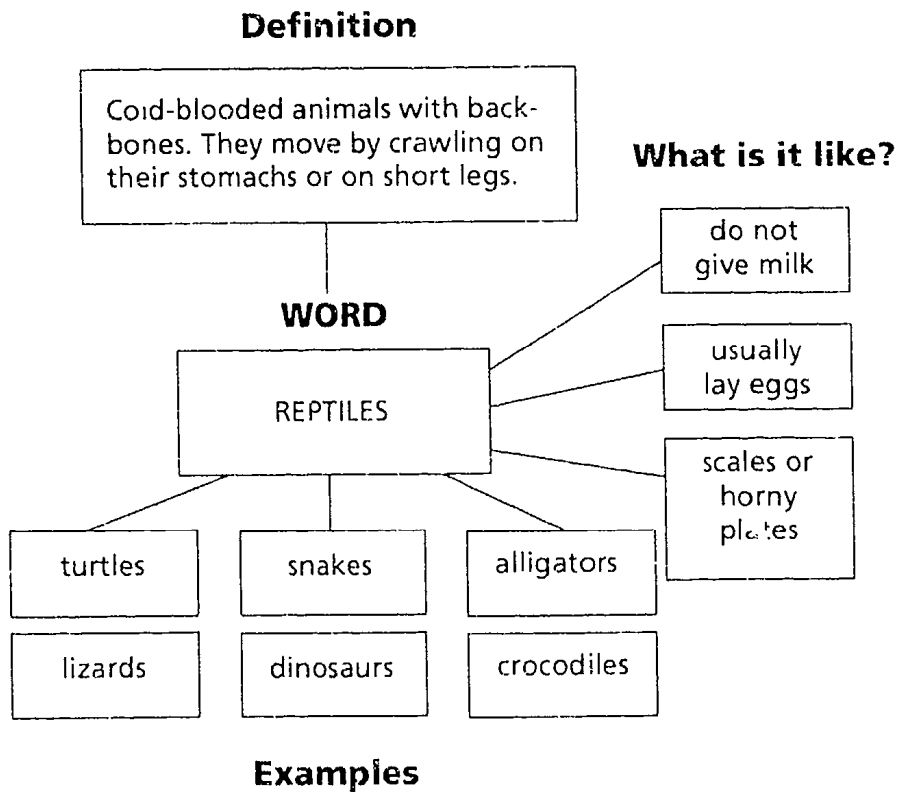 Definition
Cold-blooded animals with back-
bones. They move by crawling on
their stomachs or on short legs.
What is it like?
do not
give milk
WORD
usually
lay eggs
REPTILES
scales or
horny
plates
turtles
snakes
alligators
lizards
dinosaurs
crocodiles
Examples